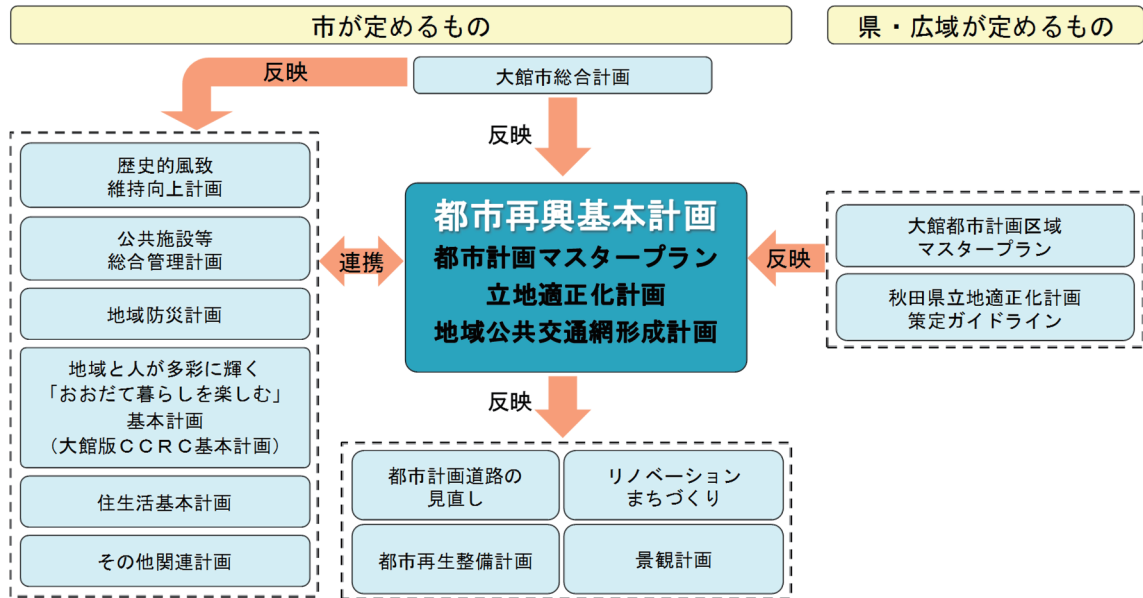 市が定めるもの
県・広域が定めるもの
大館市総合計画
反映
反映
歴史的風致
維持向上計画
公共施設等
総合管理計画
地域防災計画
地域と人が多彩に輝く
「おおだて暮らしを楽しむ」
基本計画
（大館版ＣＣＲＣ基本計画）
住生活基本計画
その他関連計画
連携
都市再興基本計画
都市計画マスタープラン
立地適正化計画
地域公共交通網形成計画
反映
大館都市計画区域
マスタープラン
秋田県立地適正化計画
策定ガイドライン
反映
都市計画道路の
見直し
リノベーション
まちづくり
都市再生整備計画
景観計画